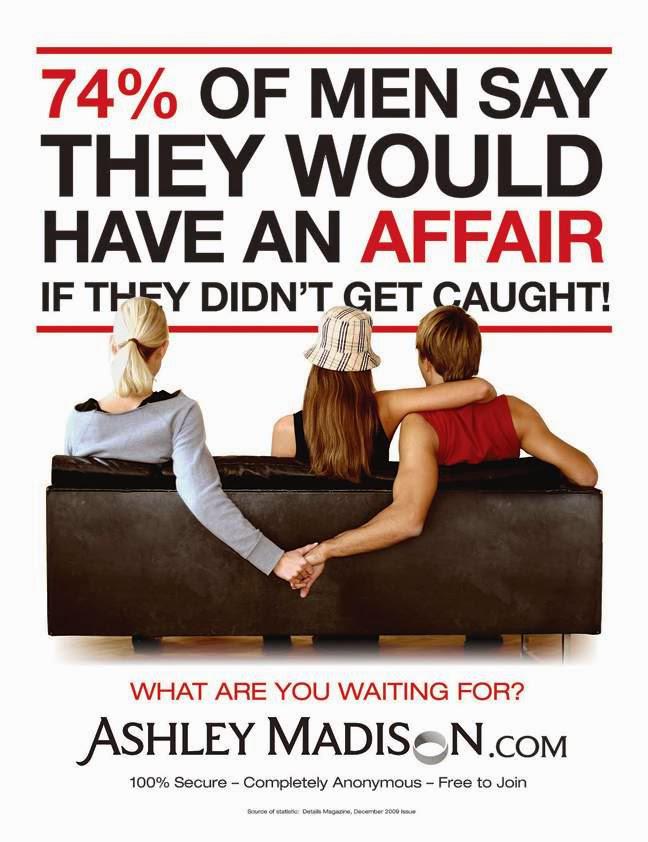 74% OF MEN SAY
THEY WOULD
HAVE AN AFFAIR
IF THEY DIDN'T GET CAUGHT!
WHAT ARE YOU WAITING FOR?
ASHLEY MADISON.COM
100% Secure – Completely Anonymous – Free to Join
Source of statistic: Details Magazine, December 2009 Issue